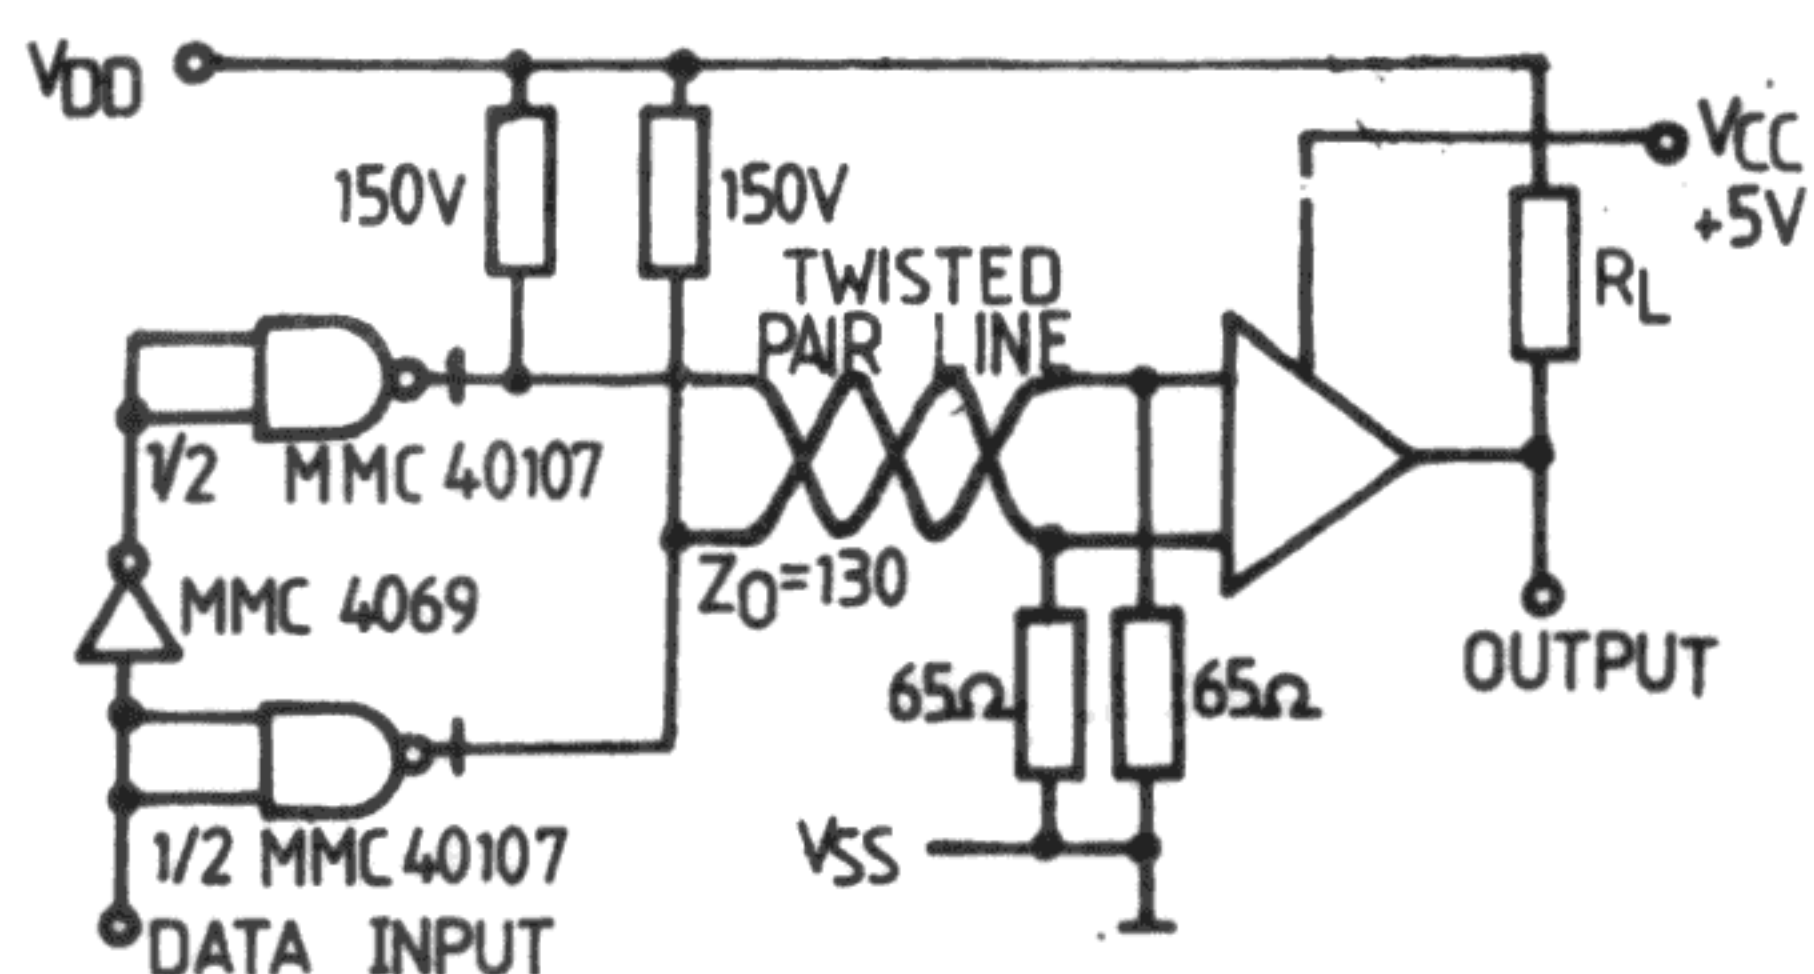 VDD
VCC
+5V
150V
150V
TWISTED
PAIR LINE
RL
1/2 MMC 40107
MMC 4069
ZO=130
65Ω
65Ω
OUTPUT
1/2 MMC 40107
VSS
DATA INPUT